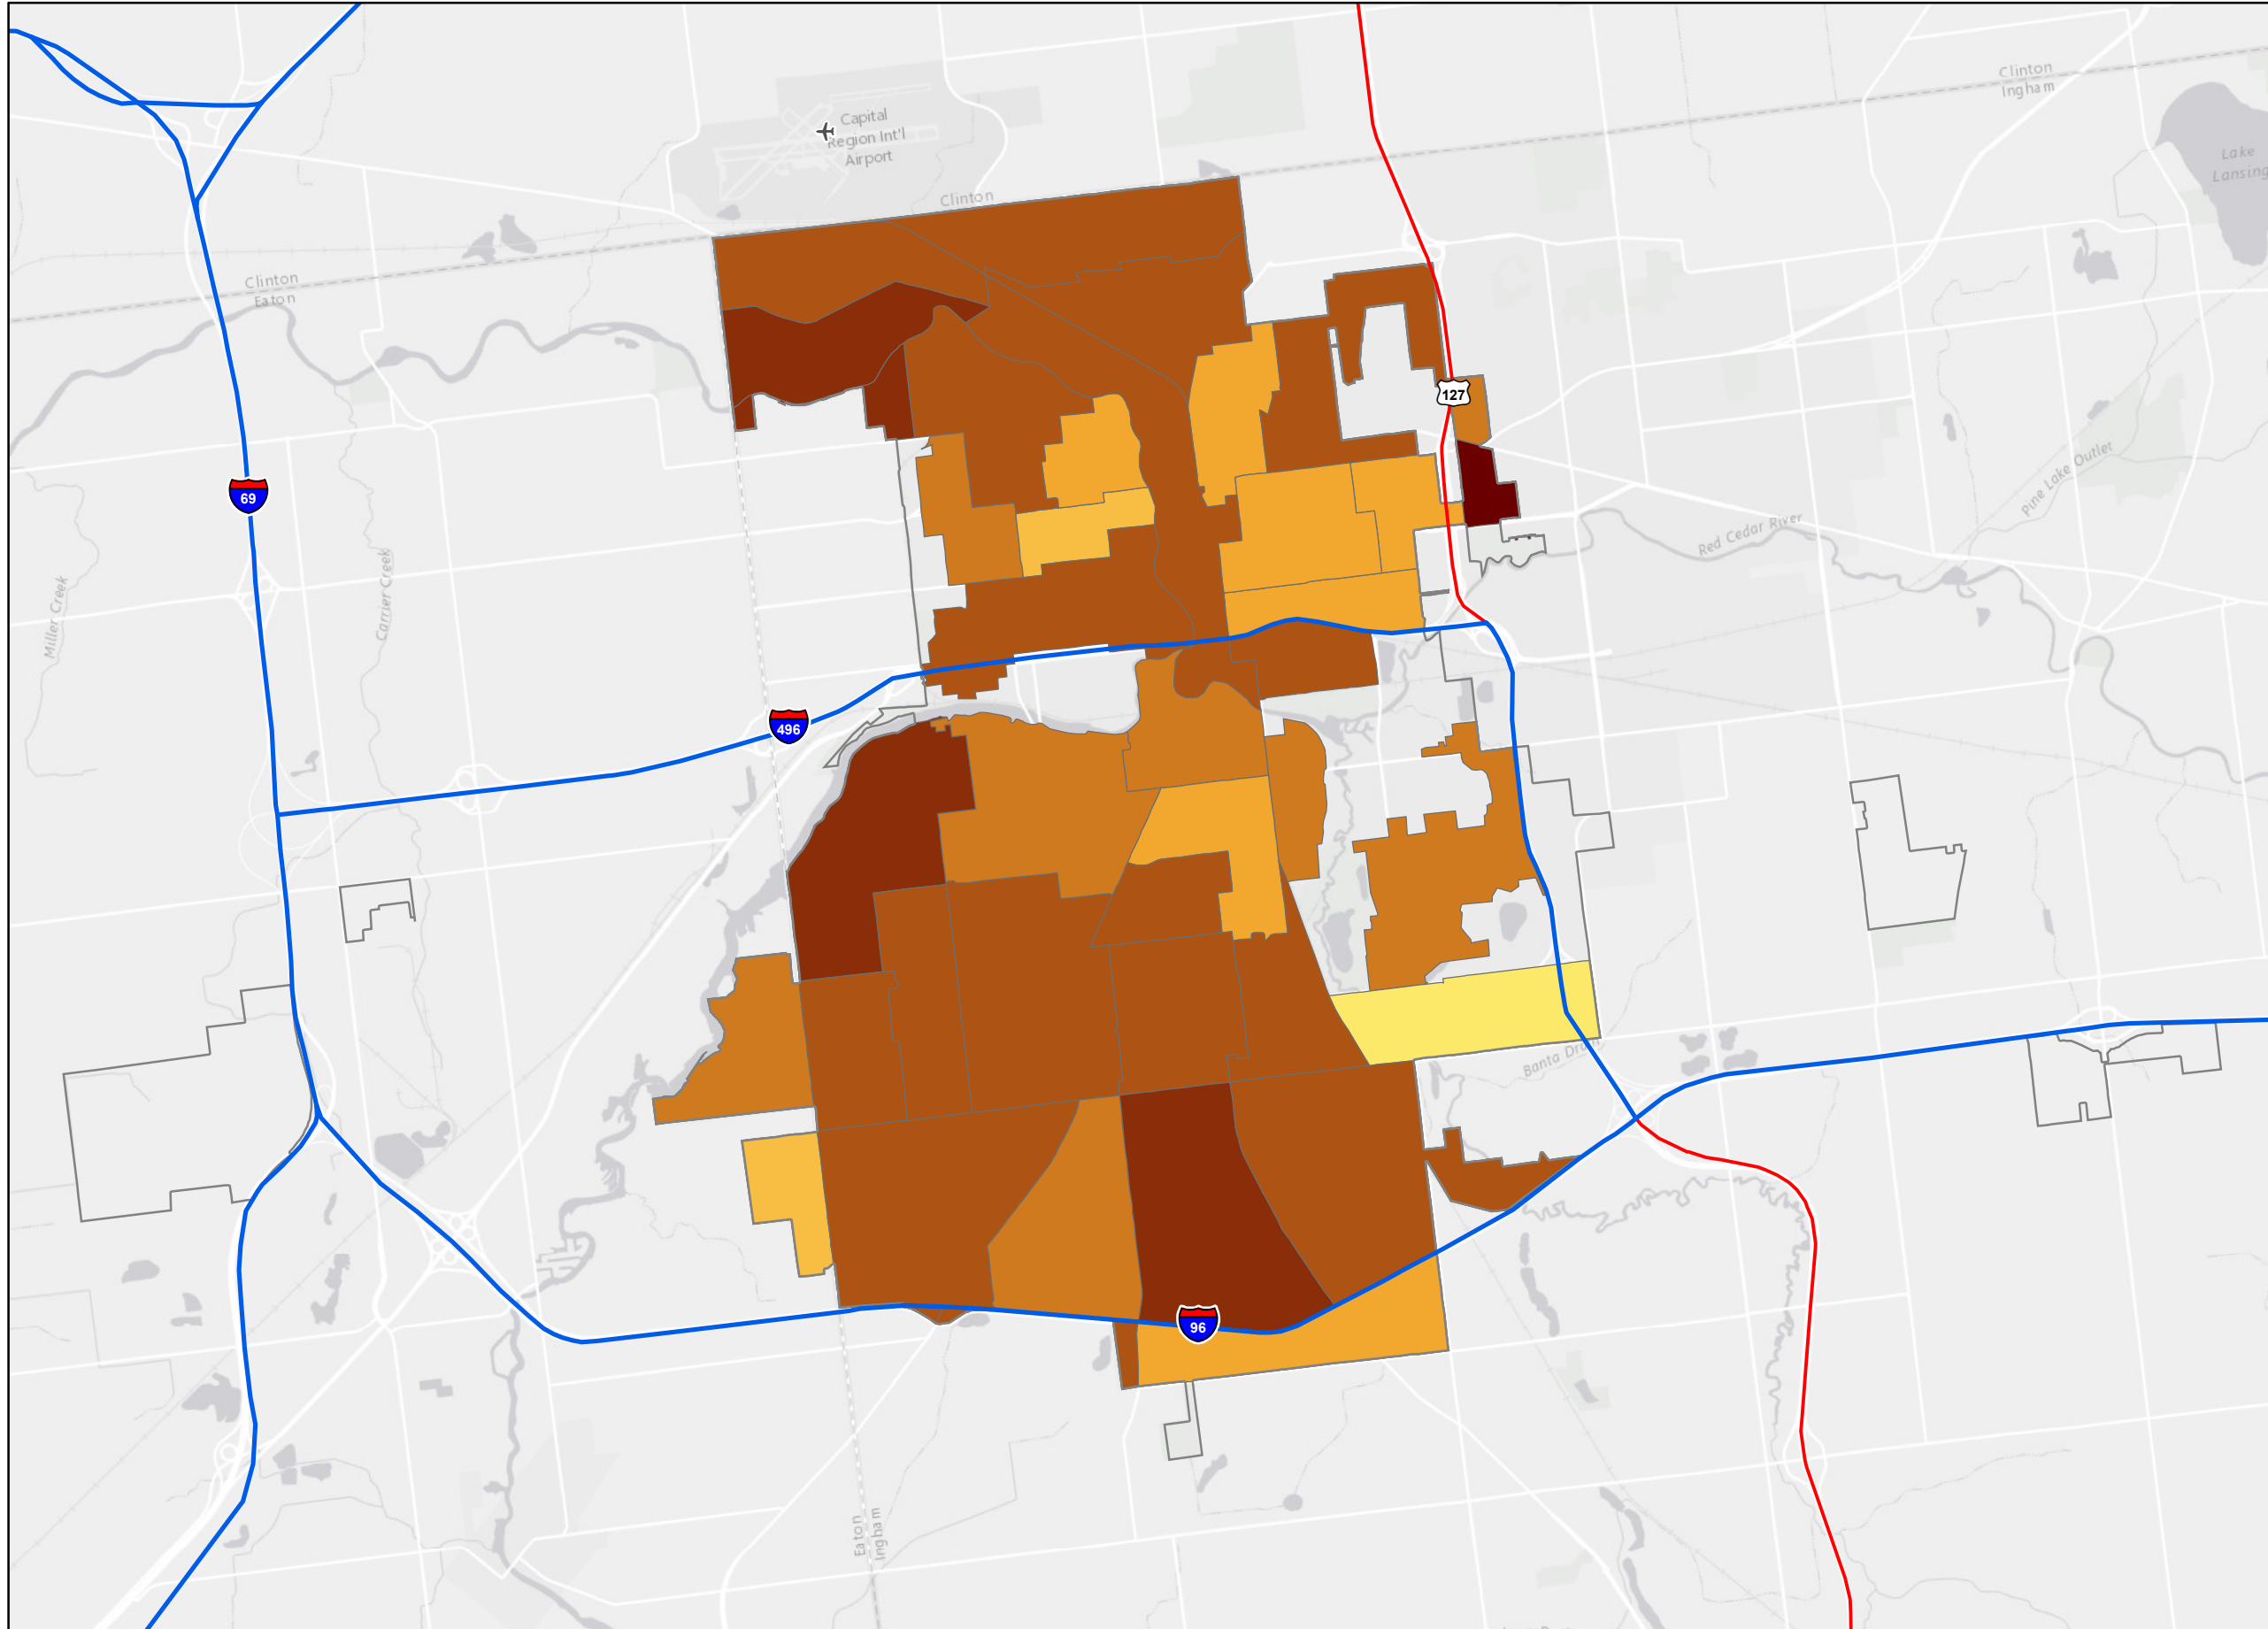 Clinton
Ingham
Capital
Region Int'l
Airport
Lake
Lansing
Clinton
Clinton
Eaton
127
Pine Lake Outlet
69
Red Cedar River
Miller Creek
Carrier Creek
496
Banta Drain
96
Eaton
Ingham